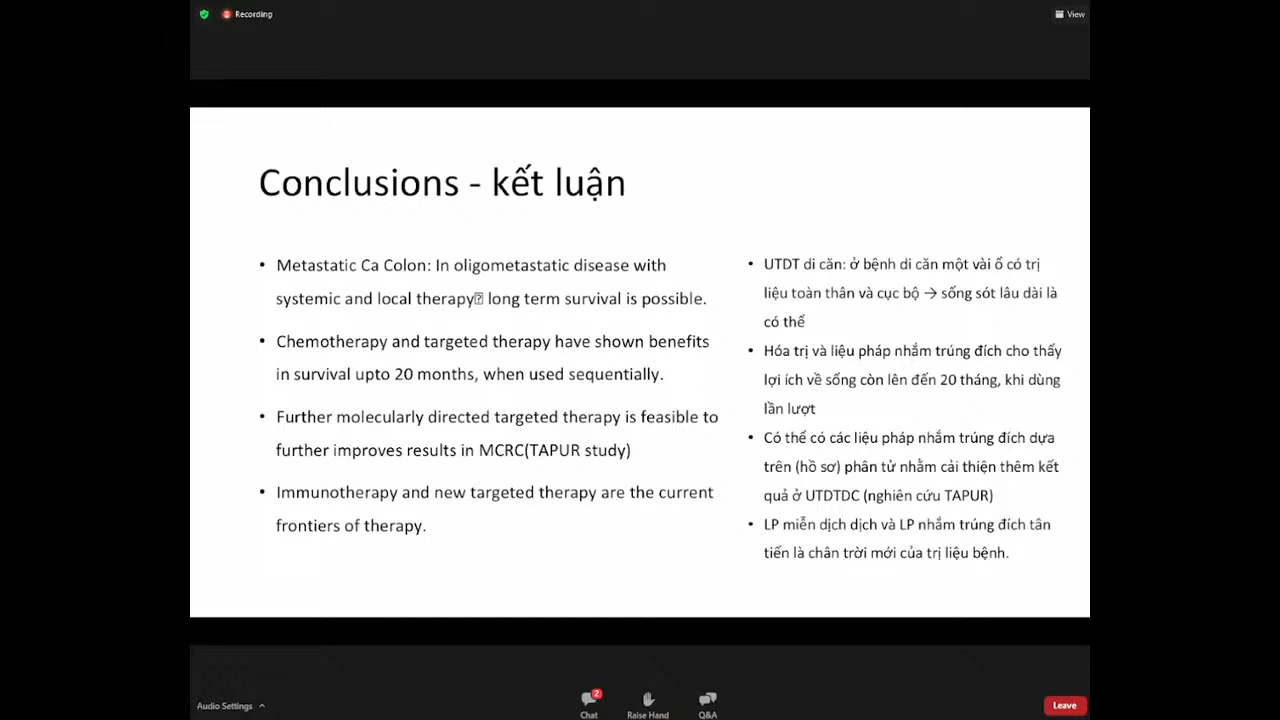 Recording
View
Conclusions - kết luận
• Metastatic Ca Colon: In oligometastatic disease with
systemic and local therapy⍰ long term survival is possible.
• Chemotherapy and targeted therapy have shown benefits
in survival upto 20 months, when used sequentially.
• Further molecularly directed targeted therapy is feasible to
further improves results in MCRC(TAPUR study)
• Immunotherapy and new targeted therapy are the current
frontiers of therapy.
• UTDT di căn: ở bệnh di căn một vài ổ có trị
liệu toàn thân và cục bộ → sống sót lâu dài là
có thể
• Hóa trị và liệu pháp nhắm trúng đích cho thấy
lợi ích về sống còn lên đến 20 tháng, khi dùng
lần lượt
• Có thể có các liệu pháp nhắm trúng đích dựa
trên (hồ sơ) phân tử nhằm cải thiện thêm kết
quả ở UTDTDC (nghiên cứu TAPUR)
• LP miễn dịch dịch và LP nhắm trúng đích tân
tiến là chân trời mới của trị liệu bệnh.
Audio Settings
2
Chat
Raise Hand
Q&A
Leave